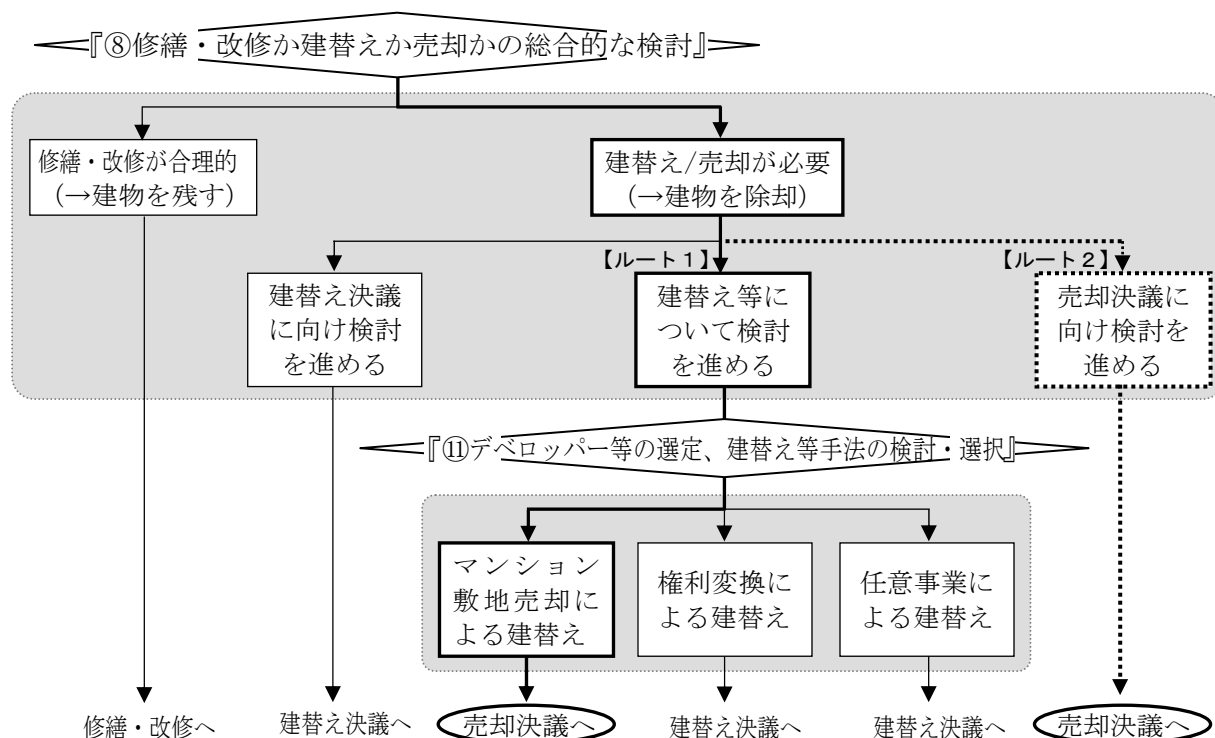 『⑧修繕・改修か建替えか売却かの総合的な検討』
修繕・改修が合理的
(→建物を残す)
建替え/売却が必要
(→建物を除却)
【ルート1】
【ルート2】
建替え決議
に向け検討
を進める
建替え等に
ついて検討
を進める
売却決議に
向け検討を
進める
『⑪デベロッパー等の選定、建替え等手法の検討・選択』
マンション
敷地売却に
よる建替え
権利変換に
よる建替え
任意事業に
よる建替え
修繕・改修へ
建替え決議へ
売却決議へ
建替え決議へ
建替え決議へ
売却決議へ